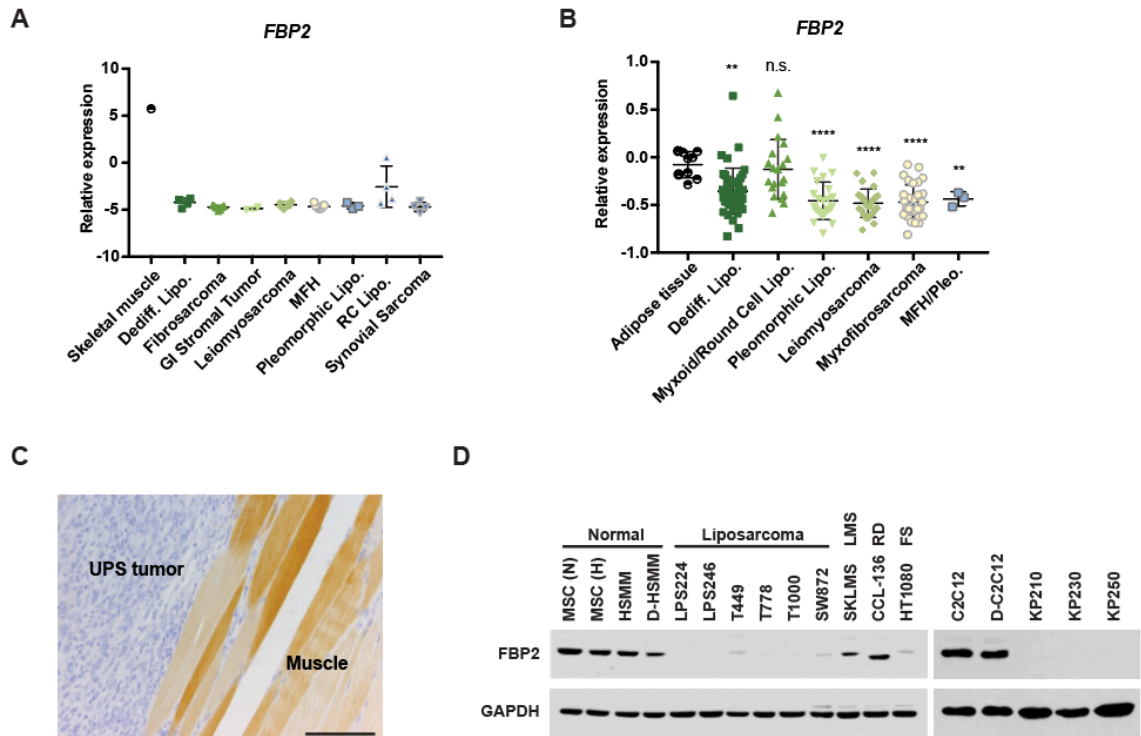 A
FBP2
Relative expression
10
5
0
-5
-10
Skeletal muscle
Dediff. Lipo.
Fibrosarcoma
GI Stromal Tumor
Leiomyosarcoma
MFH
Pleomorphic Lipo.
RC Lipo.
Synovial Sarcoma
B
FBP2
Relative expression
1.0
0.5
0.0
-0.5
-1.0
**
n.s.
****
****
****
**
Adipose tissue
Dediff. Lipo.
Myxoid/Round Cell Lipo.
Pleomorphic Lipo.
Leiomyosarcoma
Myxofibrosarcoma
MFH/Pleo.
C
UPS tumor
Muscle
D
Normal
Liposarcoma
MSC (N)
MSC (H)
HSMM
D-HSMM
LPS224
LPS246
T449
T778
T1000
SW872
SKLMS LMS
CCL-136 RD
HT1080 FS
C2C12
D-C2C12
KP210
KP230
KP250
FBP2
GAPDH